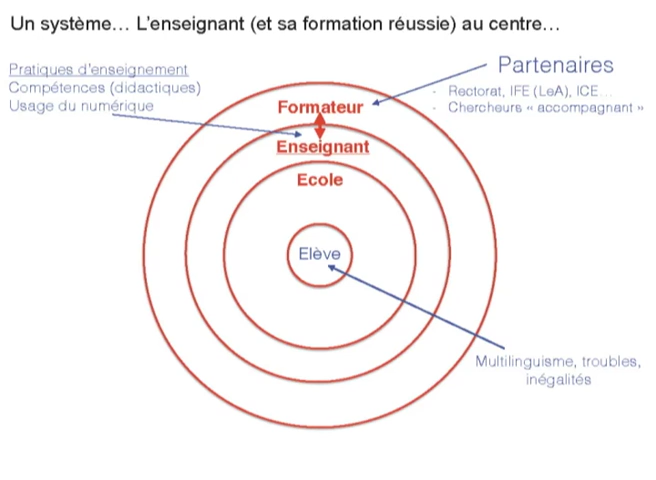 Un système... L'enseignant (et sa formation réussie) au centre...
Pratiques d'enseignement
Compétences (didactiques)
Usage du numérique
Partenaires
- Rectorat, IFE (LéA), ICE...
- Chercheurs « accompagnant »
Formateur
Enseignant
Ecole
Elève
Multilinguisme, troubles,
inégalités